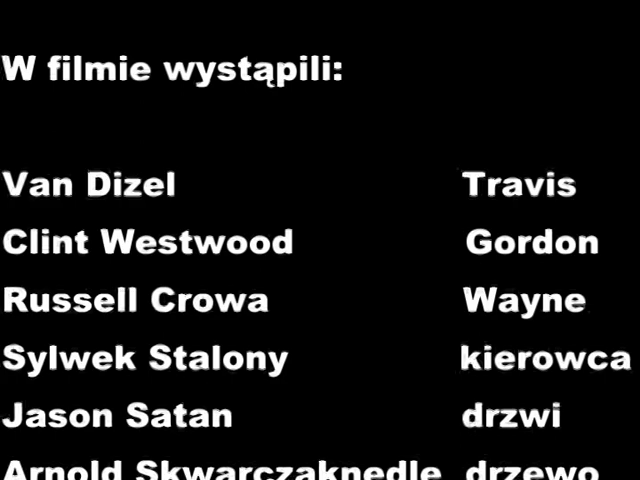 W filmie wystąpili:
Van Dizel Travis
Clint Westwood Gordon
Russell Crowa Wayne
Sylwek Stalony kierowca
Jason Satan drzwi
Arnold Skwarczaknedle drzewo